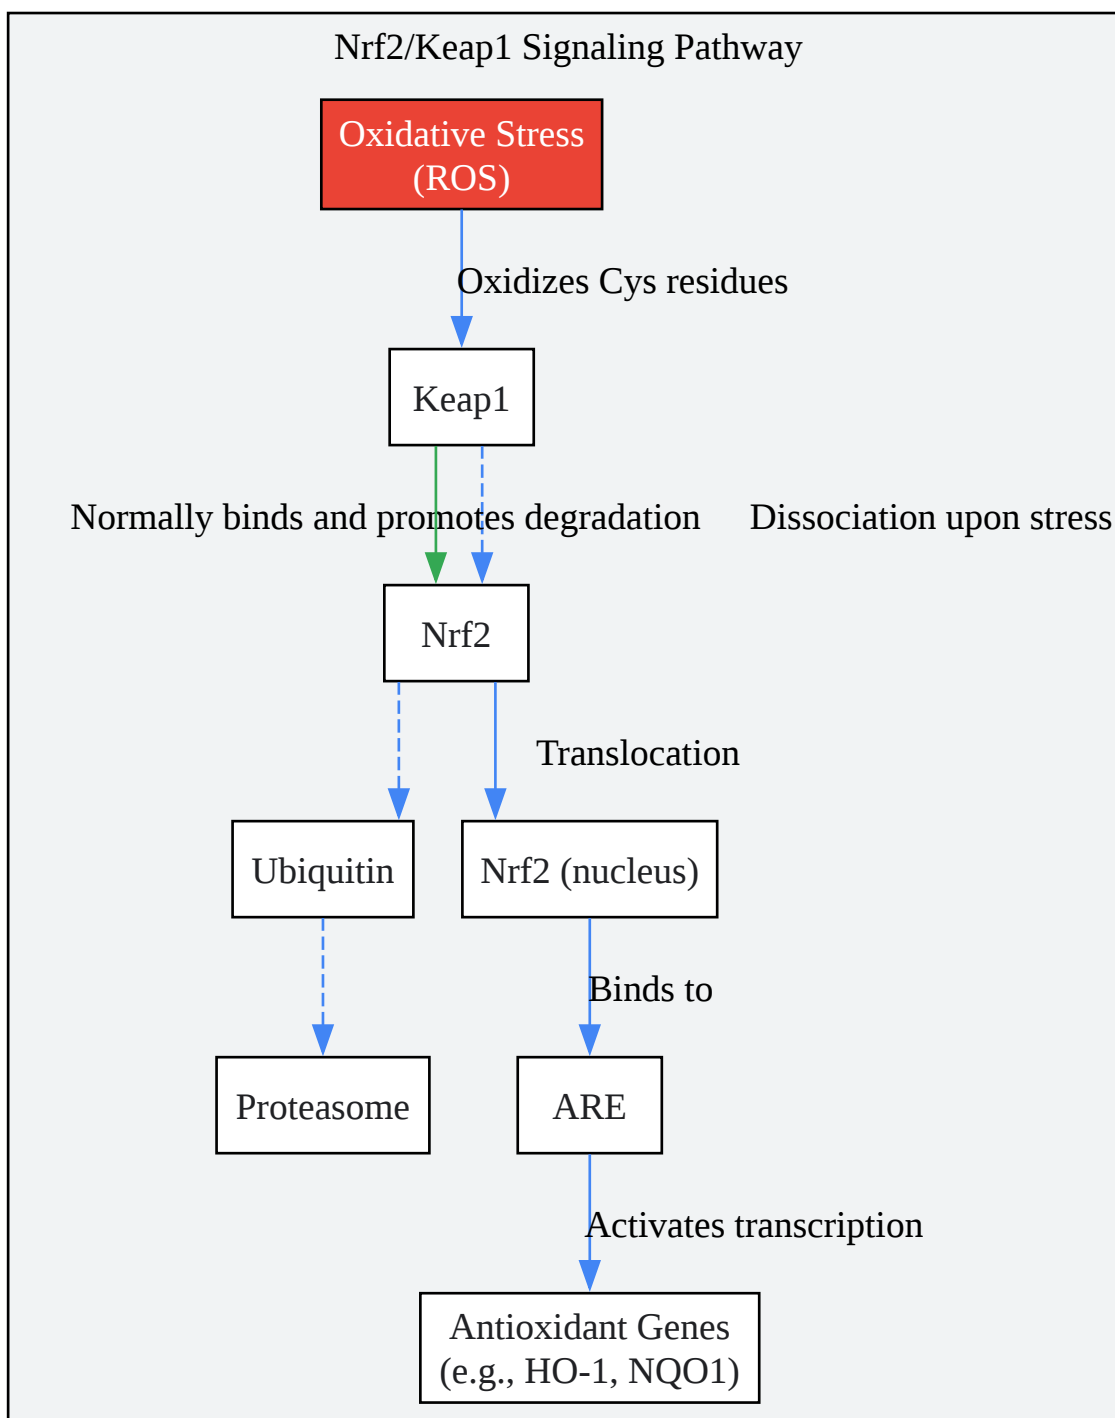 Nrf2/Keap1 Signaling Pathway
Oxidative Stress
(ROS)
Oxidizes Cys residues
Keap1
Normally binds and promotes degradation
Dissociation upon stress
Nrf2
Translocation
Ubiquitin
Nrf2 (nucleus)
Binds to
Proteasome
ARE
Activates transcription
Antioxidant Genes
(e.g., HO-1, NQO1)